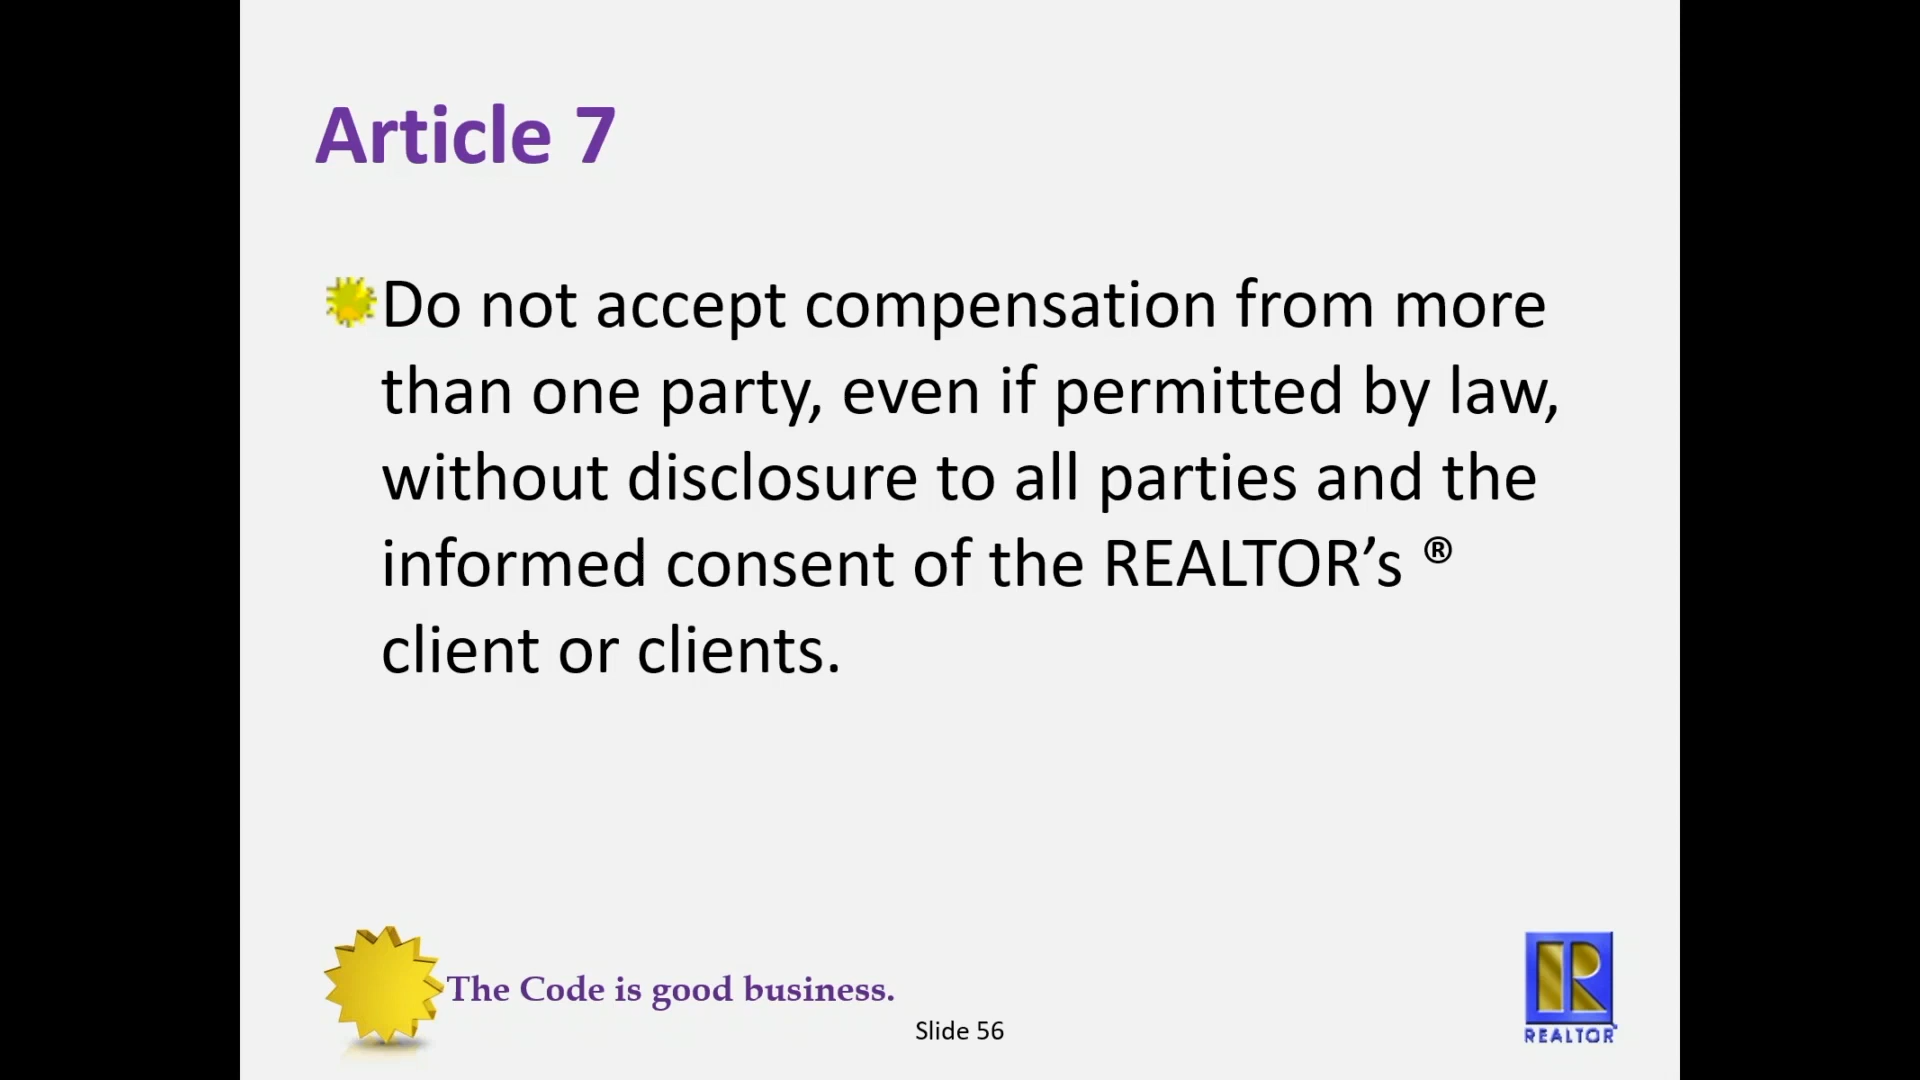 Article 7
Do not accept compensation from more
than one party, even if permitted by law,
without disclosure to all parties and the
informed consent of the REALTOR’s ®
client or clients.
The Code is good business.
Slide 56
R
REALTOR